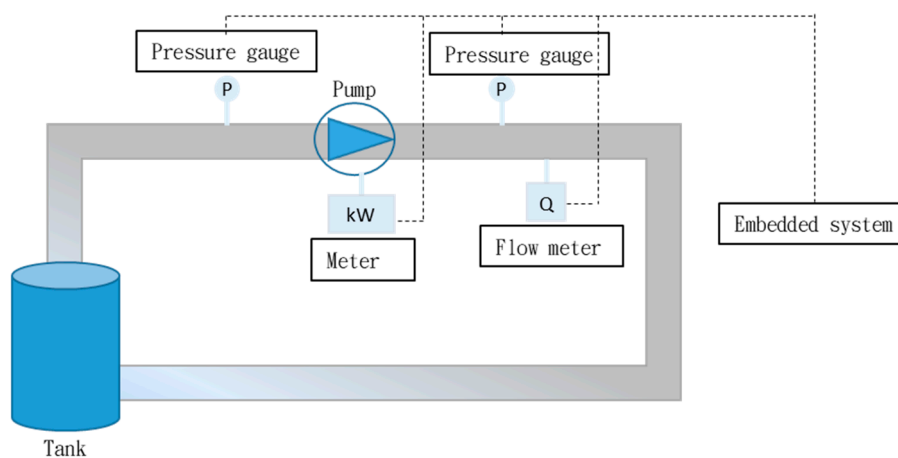 Pressure gauge
Pressure gauge
P
Pump
P
kW
Q
Meter
Flow meter
Embedded system
Tank